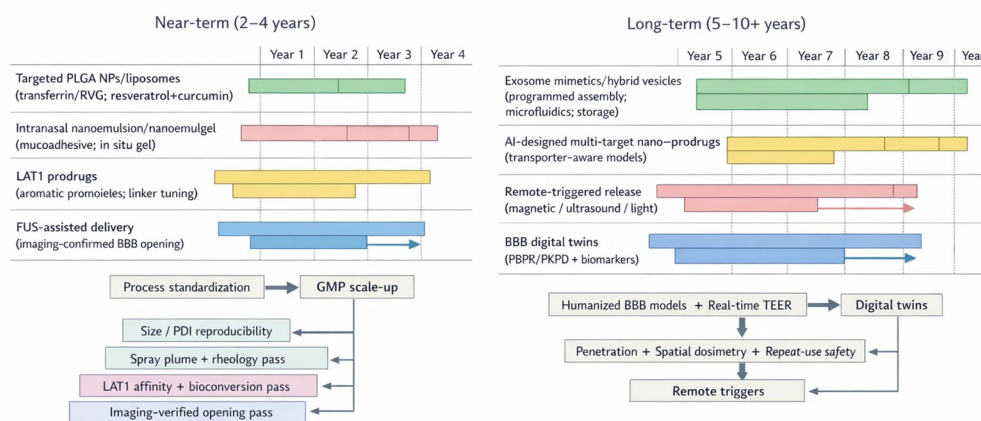 Near-term (2–4 years)
Year 1
Year 2
Year 3
Year 4
Targeted PLGA NPs/liposomes
(transferrin/RVG; resveratrol+curcumin)
Intranasal nanoemulsion/nanoemulgel
(mucoadhesive; in situ gel)
LAT1 prodrugs
(aromatic promoieties; linker tuning)
FUS-assisted delivery
(imaging-confirmed BBB opening)
Process standardization
GMP scale-up
Size / PDI reproducibility
Spray plume + rheology pass
LAT1 affinity + bioconversion pass
Imaging-verified opening pass
Long-term (5–10+ years)
Year 5
Year 6
Year 7
Year 8
Year 9
Yea
Exosome mimetics/hybrid vesicles
(programmed assembly;
microfluidics; storage)
AI-designed multi-target nano–prodrugs
(transporter-aware models)
Remote-triggered release
(magnetic / ultrasound / light)
BBB digital twins
(PBPR/PKPD + biomarkers)
Humanized BBB models + Real-time TEER
Digital twins
Penetration + Spatial dosimetry + Repeat-use safety
Remote triggers